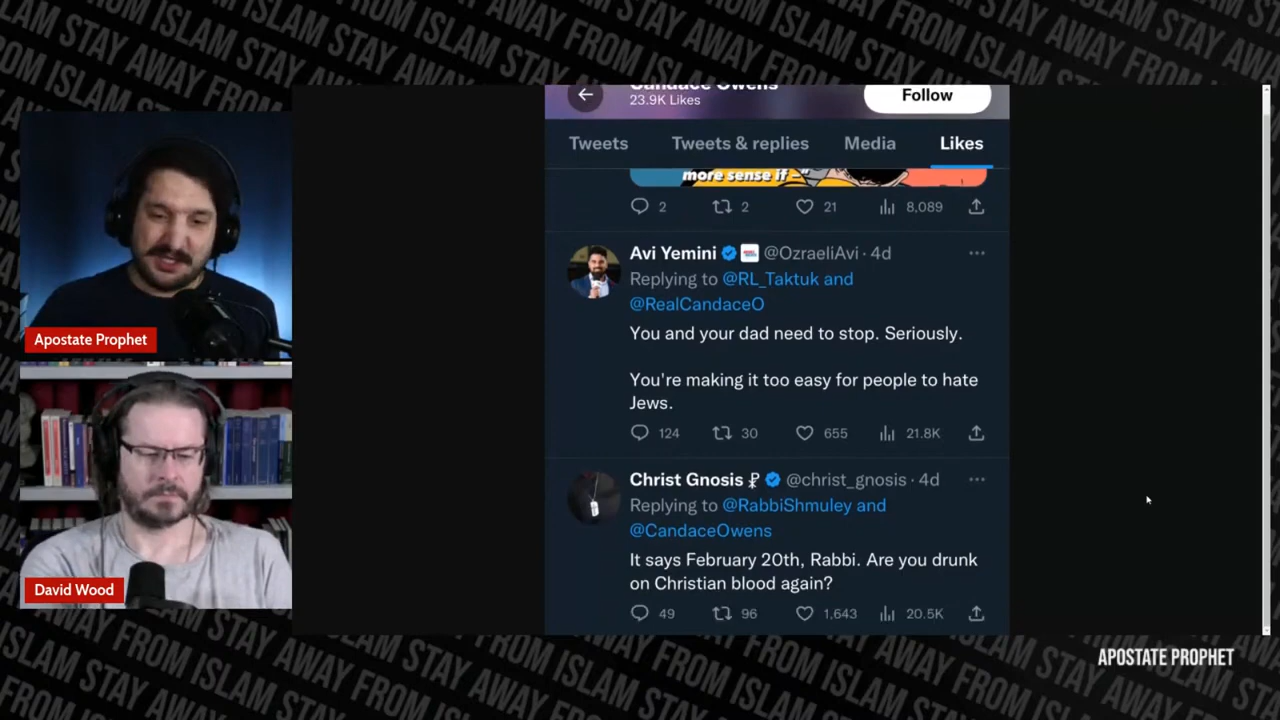 STAY AWAY FROM ISLAM
Candace Owens
23.9K Likes
Follow
Tweets
Tweets & replies
Media
Likes
more sense if –"
2
2
21
8,089
Avi Yemini @OzraeliAvi · 4d
Replying to @RL_Taktuk and
@RealCandaceO
You and your dad need to stop. Seriously.
You're making it too easy for people to hate
Jews.
124
30
655
21.8K
Christ Gnosis @christ_gnosis · 4d
Replying to @RabbiShmuley and
@CandaceOwens
It says February 20th, Rabbi. Are you drunk
on Christian blood again?
49
96
1,643
20.5K
Apostate Prophet
David Wood
APOSTATE PROPHET